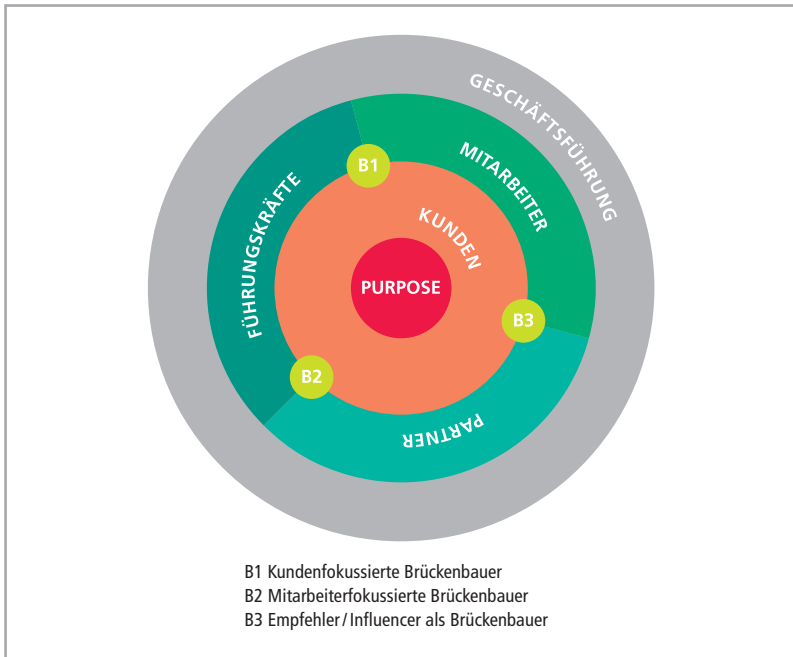 GESCHÄFTSFÜHRUNG
MITARBEITER
B1
FÜHRUNGSKRÄFTE
KUNDEN
PURPOSE
B3
B2
PARTNER
B1 Kundenfokussierte Brückenbauer
B2 Mitarbeiterfokussierte Brückenbauer
B3 Empfehler/Influencer als Brückenbauer